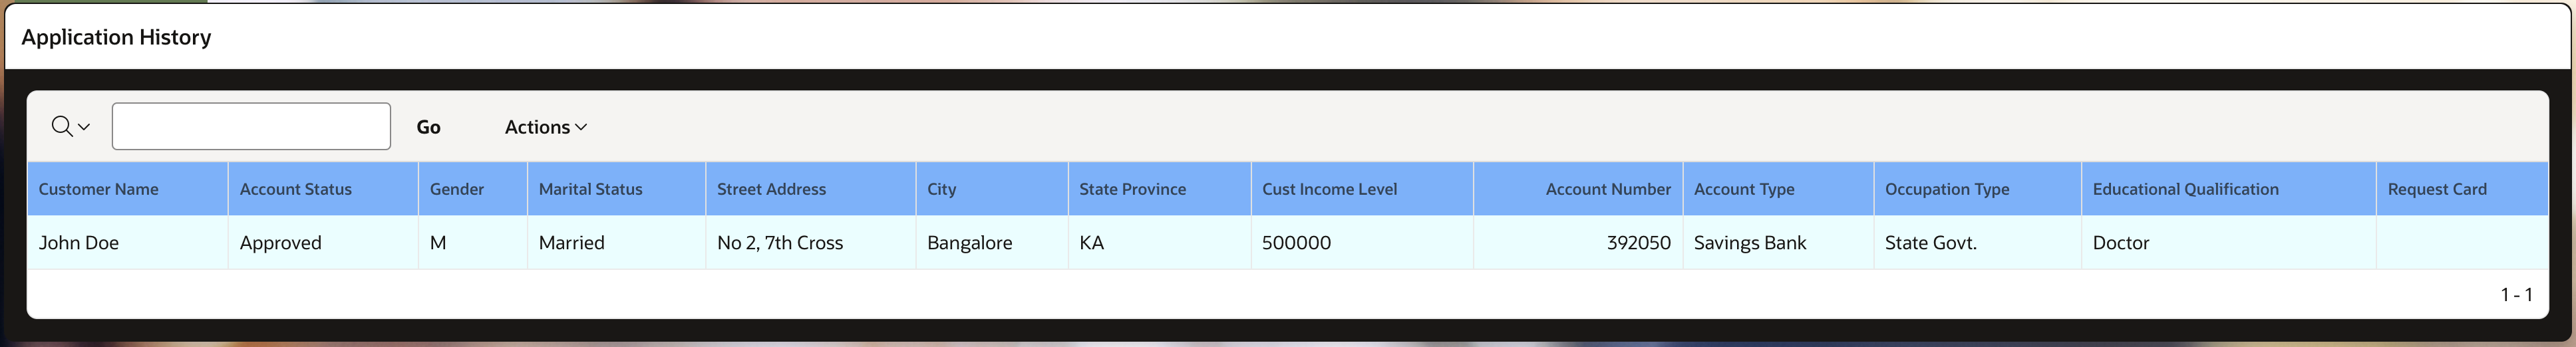 Application History
Go Actions
Customer Name Account Status Gender Marital Status Street Address City State Province Cust Income Level Account Number Account Type Occupation Type Educational Qualification Request Card
John Doe Approved M Married No 2, 7th Cross Bangalore KA 500000 392050 Savings Bank State Govt. Doctor
1 - 1